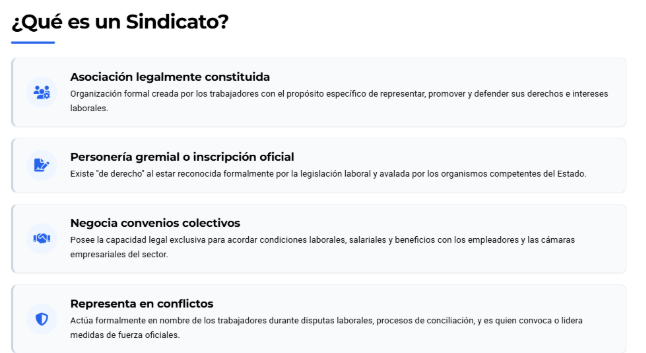 ¿Qué es un Sindicato?
Asociación legalmente constituida
Organización formal creada por los trabajadores con el propósito específico de representar, promover y defender sus derechos e intereses
laborales.
Personería gremial o inscripción oficial
Existe "de derecho" al estar reconocida formalmente por la legislación laboral y avalada por los organismos competentes del Estado.
Negocia convenios colectivos
Posee la capacidad legal exclusiva para acordar condiciones laborales, salariales y beneficios con los empleadores y las cámaras
empresariales del sector.
Representa en conflictos
Actúa formalmente en nombre de los trabajadores durante disputas laborales, procesos de conciliación, y es quien convoca o lidera
medidas de fuerza oficiales.